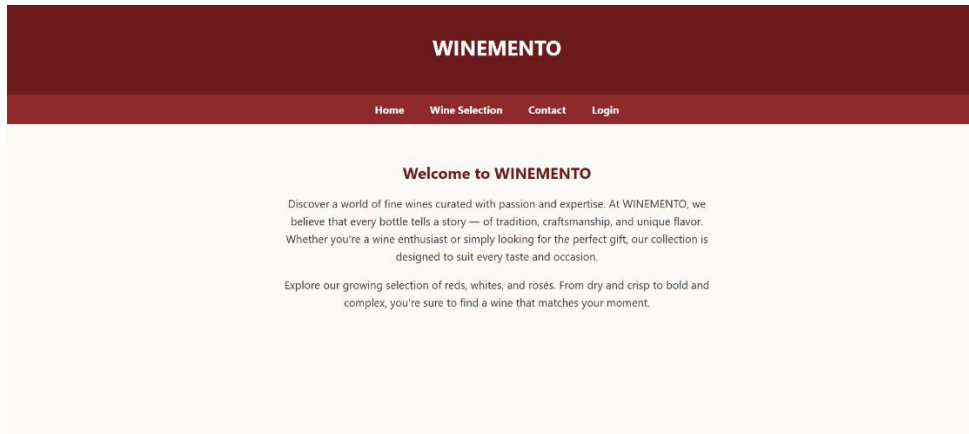 WINEMENTO
Home Wine Selection Contact Login
Welcome to WINEMENTO
Discover a world of fine wines curated with passion and expertise. At WINEMENTO, we
believe that every bottle tells a story — of tradition, craftsmanship, and unique flavor.
Whether you're a wine enthusiast or simply looking for the perfect gift, our collection is
designed to suit every taste and occasion.
Explore our growing selection of reds, whites, and rosés. From dry and crisp to bold and
complex, you're sure to find a wine that matches your moment.